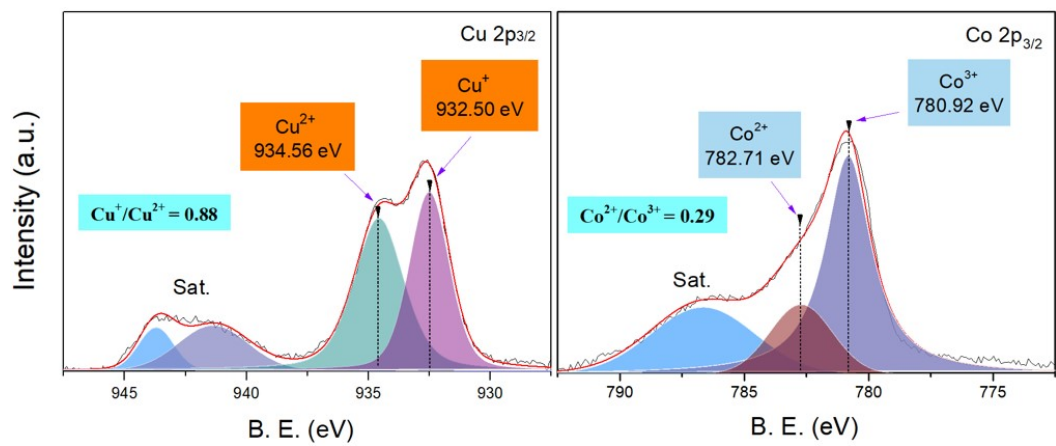 Cu 2p3/2
Cu⁺
932.50 eV
Cu²⁺
934.56 eV
Cu⁺/Cu²⁺ = 0.88
Sat.
945
940
935
930
B. E. (eV)
Intensity (a.u.)
Co 2p₃/₂
Co³⁺
780.92 eV
Co²⁺
782.71 eV
Co²⁺/Co³⁺ = 0.29
Sat.
790
785
780
775
B. E. (eV)